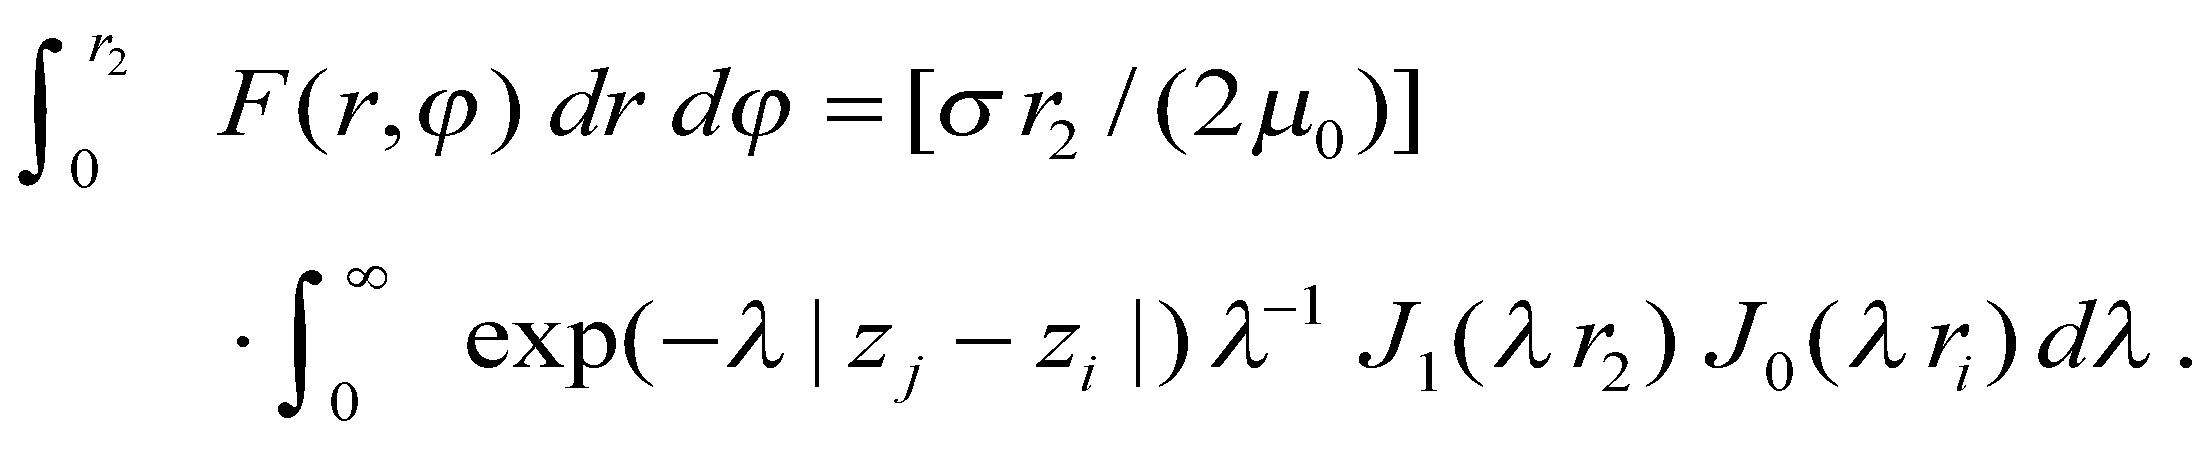 ∫₀^{r₂} F(r,φ) dr dφ = [σ r₂ / (2μ₀)]
· ∫₀^∞ exp(−λ | z_j − z_i |) λ⁻¹ J₁(λ r₂) J₀(λ r_i) dλ .